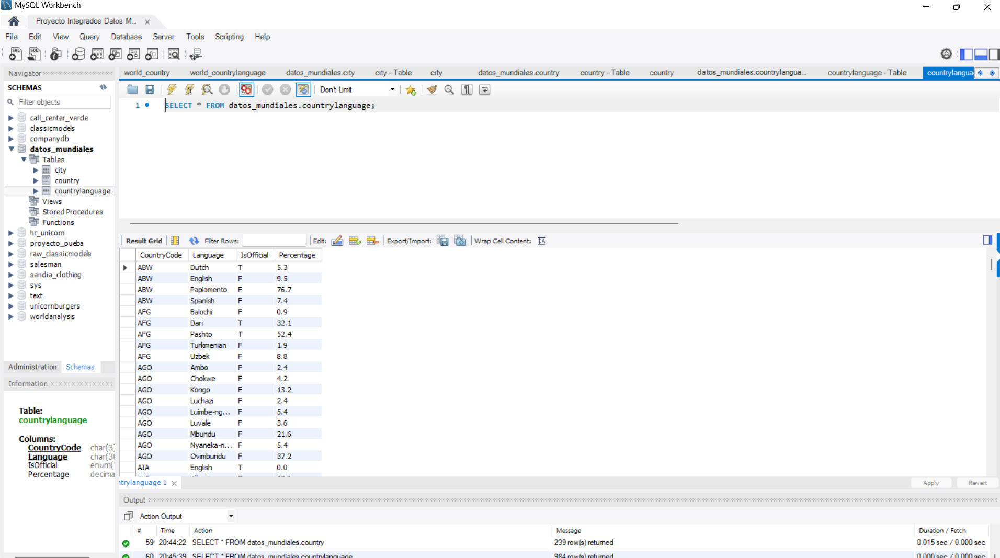 MySQL Workbench
Proyecto Integrados Datos M...
File Edit View Query Database Server Tools Scripting Help
Navigator
world_country world_countrylanguage datos_mundiales.city city - Table city datos_mundiales.country country - Table country datos_mundiales.countrylangua... countrylanguage - Table countrylangua
SCHEMAS
Don't Limit
Filter objects
1 SELECT * FROM datos_mundiales.countrylanguage;
call_center_verde
classicmodels
companydb
datos_mundiales
Tables
city
country
countrylanguage
Views
Stored Procedures
Functions
hr_unicorn
proyecto_pueba
raw_classicmodels
salesman
sandia_clothing
sys
text
unicornburgers
worldanalysis
Administration Schemas
Information
Table:
countrylanguage
Columns:
CountryCode char(3)
Language char(30
IsOfficial enum('
Percentage decima
Result Grid Filter Rows: Edit: Export/Import: Wrap Cell Content:
CountryCode Language IsOfficial Percentage
ABW Dutch T 5.3
ABW English F 9.5
ABW Papiamento F 76.7
ABW Spanish F 7.4
AFG Balochi F 0.9
AFG Dari T 32.1
AFG Pashto T 52.4
AFG Turkmenian F 1.9
AFG Uzbek F 8.8
AGO Ambo F 2.4
AGO Chokwe F 4.2
AGO Kongo F 13.2
AGO Luchazi F 2.4
AGO Luimbe-ng... F 5.4
AGO Luvale F 3.6
AGO Mbundu F 21.6
AGO Nyaneka-n... F 5.4
AGO Ovimbundu F 37.2
AIA English T 0.0
ntrylanguage 1
Apply Revert
Output
Action Output
# Time Action Message Duration / Fetch
59 20:44:22 SELECT * FROM datos_mundiales.country 239 row(s) returned 0.015 sec / 0.000 sec
60 20:45:39 SELECT * FROM datos_mundiales.countrylanguage 984 row(s) returned 0.000 sec / 0.000 sec